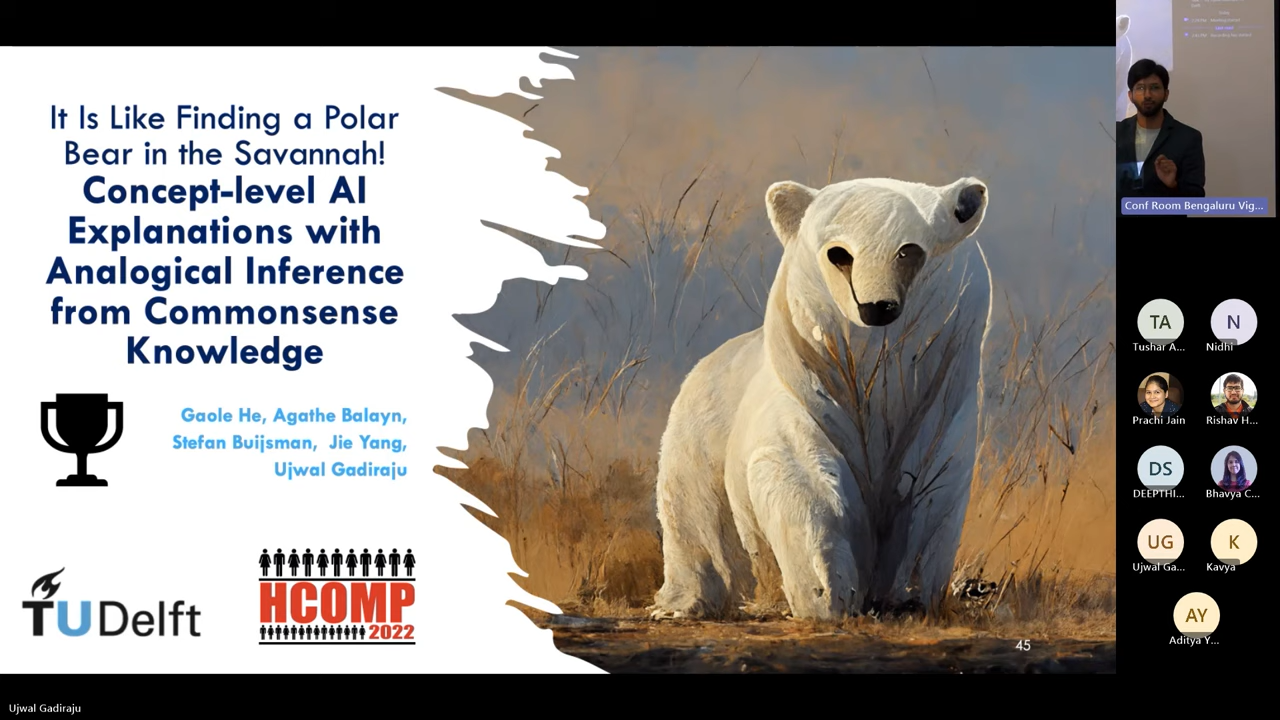 It Is Like Finding a Polar
Bear in the Savannah!
Concept-level AI
Explanations with
Analogical Inference
from Commonsense
Knowledge
Gaole He, Agathe Balayn,
Stefan Buijsman, Jie Yang,
Ujwal Gadiraju
TUDelft
HCOMP
2022
45
Conf Room Bengaluru Vig...
TA
Tushar A...
N
Nidhi
Prachi Jain
Rishav H...
DS
DEEPTHI...
Bhavya C...
UG
Ujwal Ga...
K
Kavya
AY
Aditya Y...
Ujwal Gadiraju